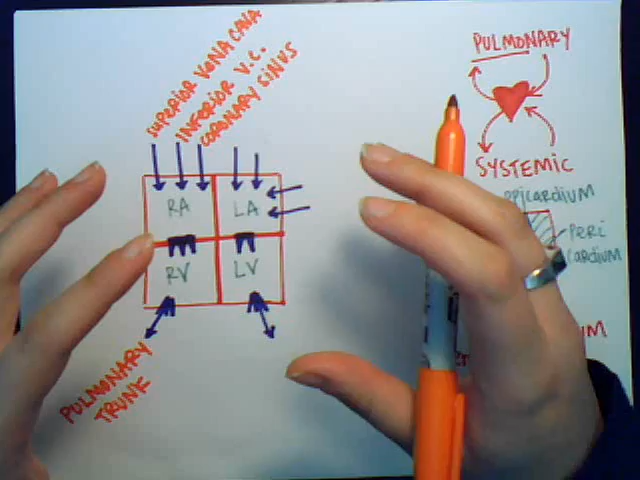 SUPERIOR VENA CAVA
INFERIOR V.C.
CORONARY SINUS
RA
LA
RV
LV
PULMONARY
TRUNK
PULMONARY
SYSTEMIC
PERI
CARDIUM